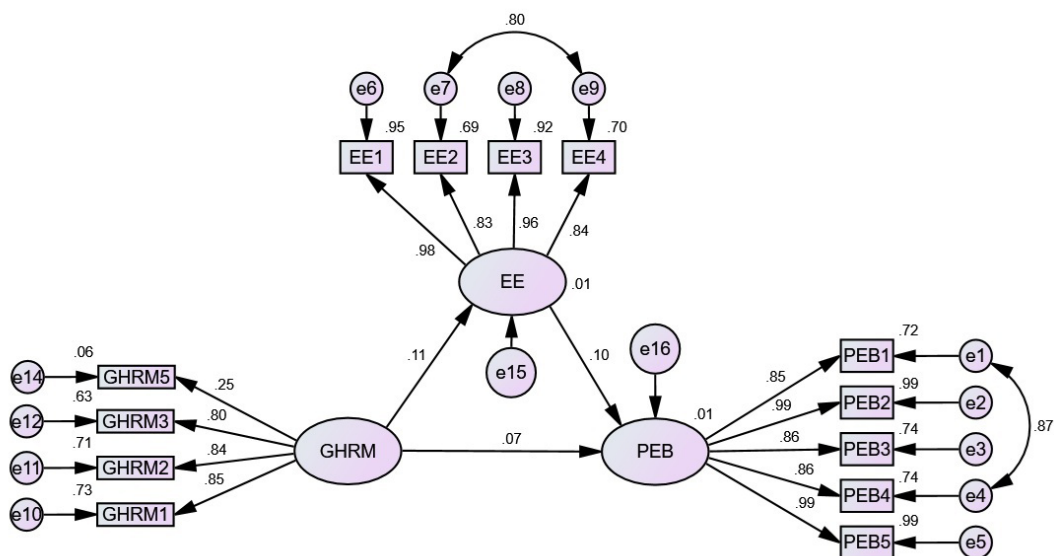 .80
e6
e7
e8
e9
.95
.69
.92
.70
EE1
EE2
EE3
EE4
.98
.83
.96
.84
EE
.01
e15
.11
.10
e16
.07
GHRM
PEB
.01
e14
.06
GHRM5
.25
e12
.63
GHRM3
.80
e11
.71
GHRM2
.84
e10
.73
GHRM1
.85
.85
PEB1
.72
e1
.99
PEB2
.99
e2
.86
PEB3
.74
e3
.86
PEB4
.74
e4
.99
PEB5
.99
e5
.87